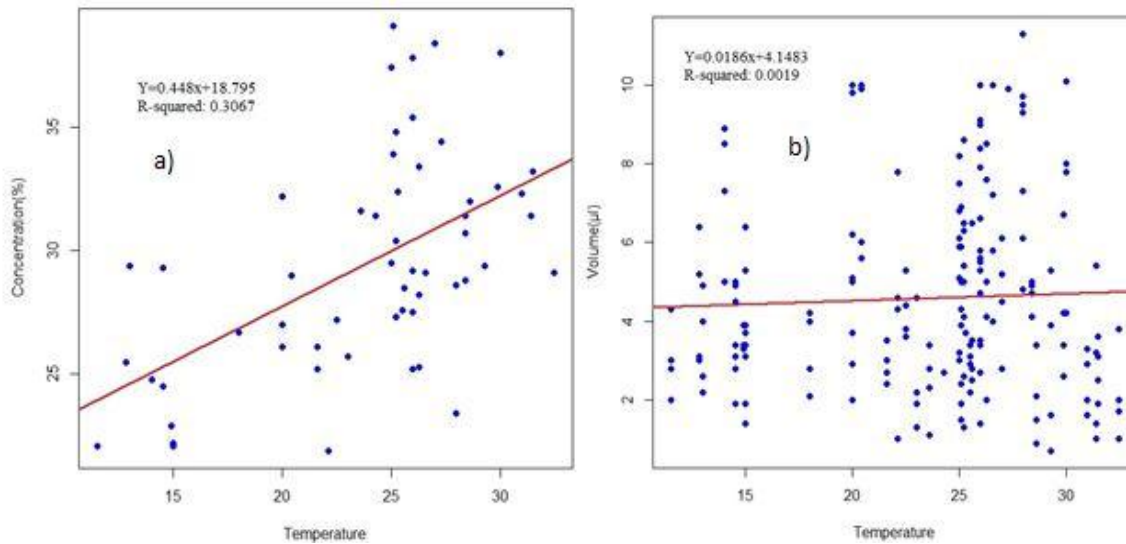 Y=0.448x+18.795
R-squared: 0.3067
a)
Concentration(%)
35
30
25
15
20
25
30
Temperature
Y=0.0186x+4.1483
R-squared: 0.0019
b)
Volume(µl)
10
8
6
4
2
15
20
25
30
Temperature